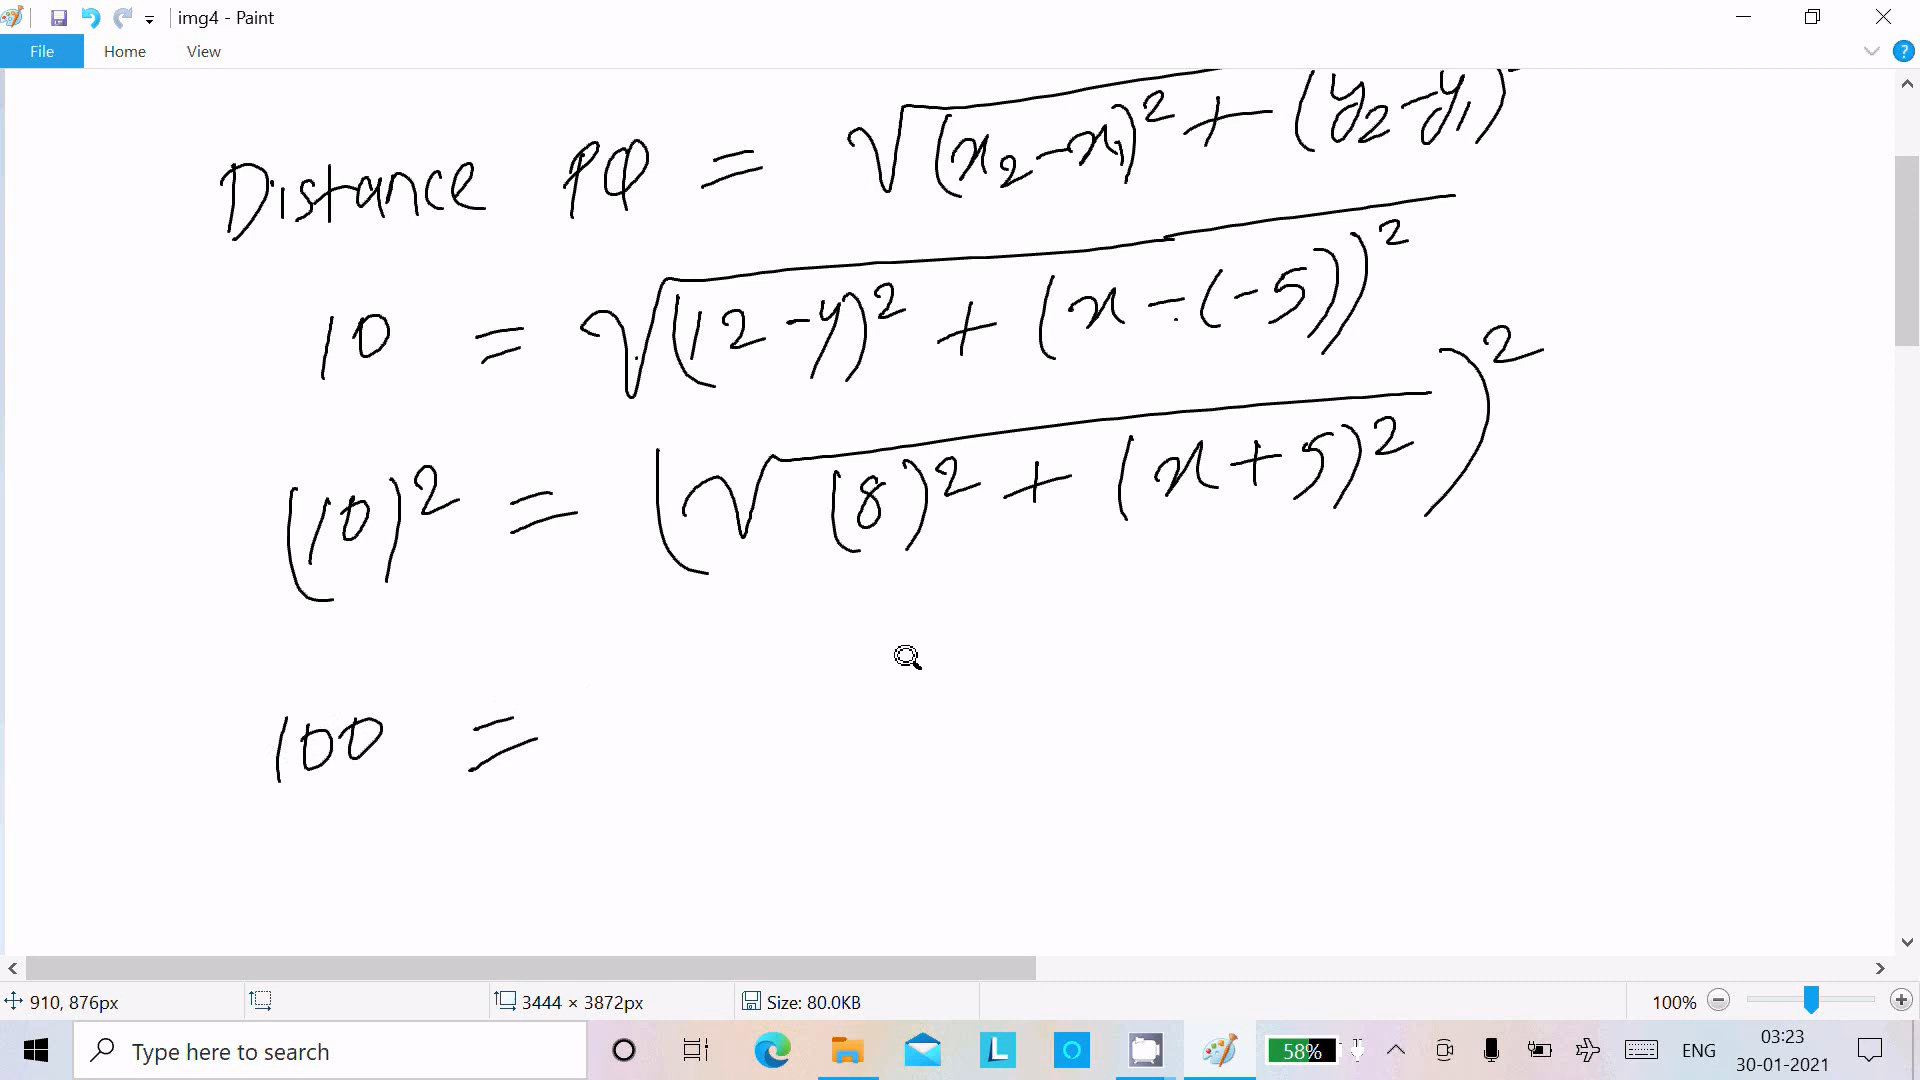 img4 - Paint
File Home View
Distance PQ = √(x₂-x₁)² + (y₂-y₁)
10 = √(12-y)² + (x-(-5))²
(10)² = (√(8)² + (x+5)²)²
100 =
910, 876px 3444 × 3872px Size: 80.0KB 100%
Type here to search 58% ENG 03:23
30-01-2021